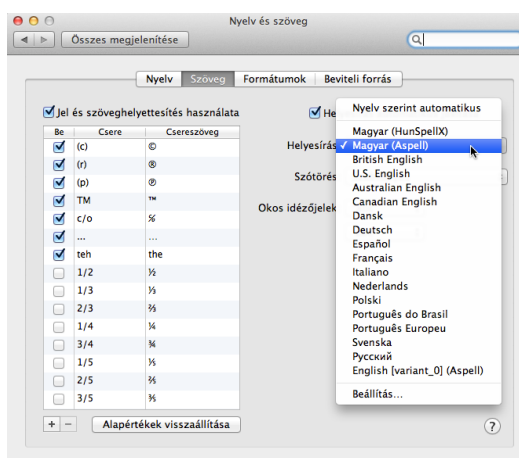 Nyelv és szöveg
Összes megjelenítése
Nyelv Szöveg Formátumok Beviteli forrás
Jel és szöveghelyettesítés használata
Be Csere Csereszöveg
(c) ©
(r) ®
(p) ℗
TM ™
c/o ℅
... …
teh the
1/2 ½
1/3 ⅓
2/3 ⅔
1/4 ¼
3/4 ¾
1/5 ⅕
2/5 ⅖
3/5 ⅗
+ − Alapértékek visszaállítása
He
Helyesírás
Szótörés
Okos idézőjelek
Nyelv szerint automatikus
Magyar (HunSpellX)
✓ Magyar (Aspell)
British English
U.S. English
Australian English
Canadian English
Dansk
Deutsch
Español
Français
Italiano
Nederlands
Polski
Português do Brasil
Português Europeu
Svenska
Русский
English [variant_0] (Aspell)
Beállítás...
?